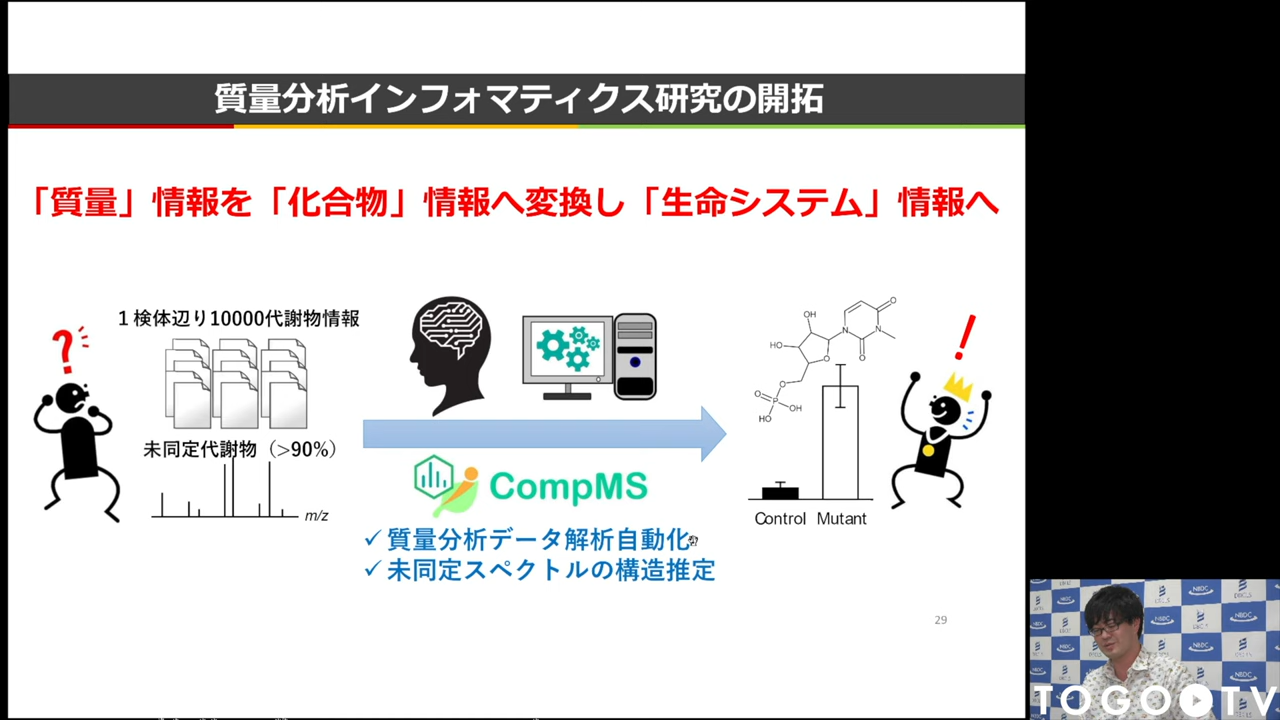 質量分析インフォマティクス研究の開拓
「質量」情報を「化合物」情報へ変換し「生命システム」情報へ
1検体辺り10000代謝物情報
未同定代謝物（>90%）
m/z
CompMS
✓ 質量分析データ解析自動化
✓ 未同定スペクトルの構造推定
OH
HO
O
N
N
O
O
O
O
P
OH
HO
Control Mutant
29
NBDC
DBCLS
TOGOTV